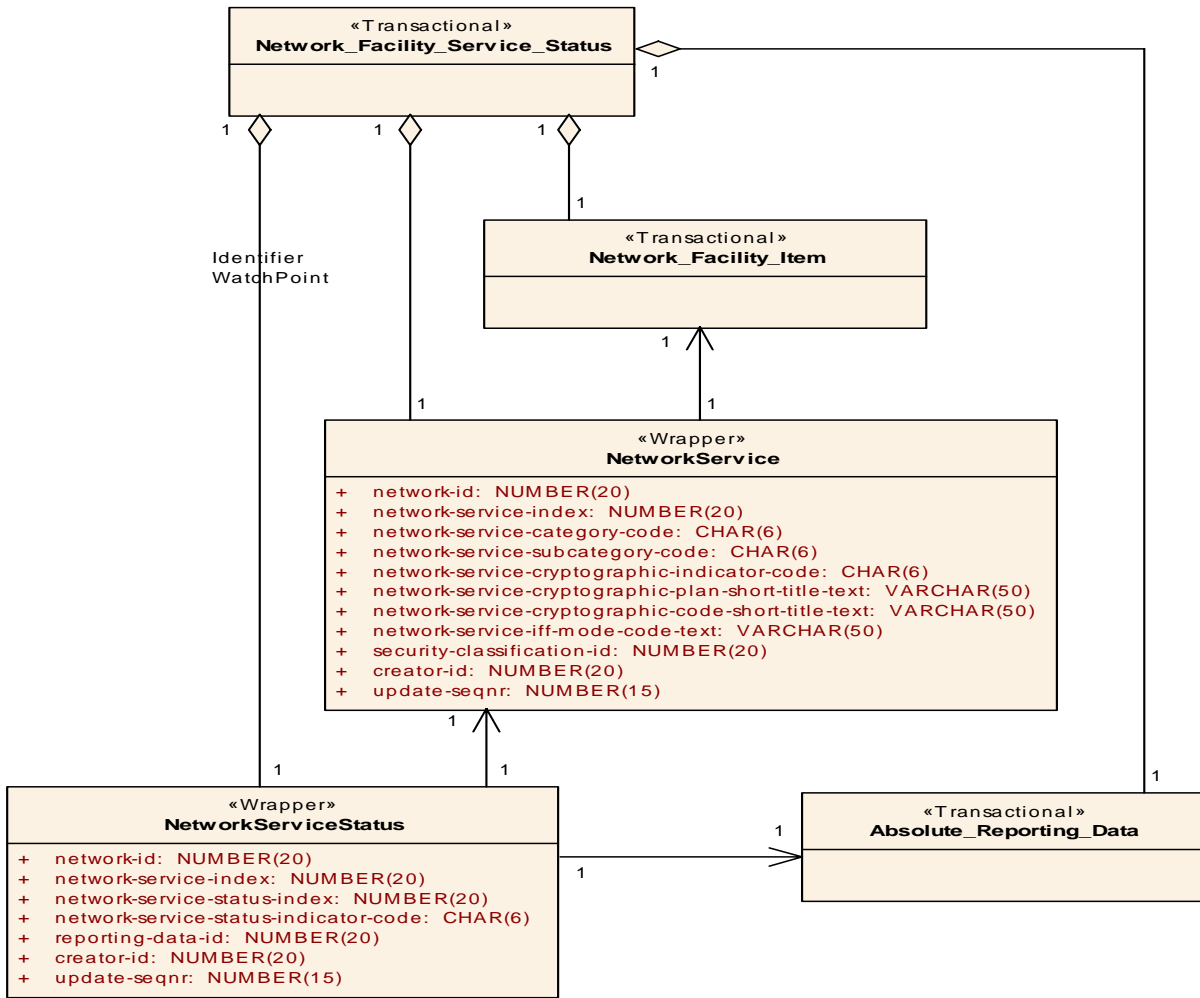 «Transactional»
Network_Facility_Service_Status
1
1
1
1
1
«Transactional»
Network_Facility_Item
Identifier
WatchPoint
1
1
1
«Wrapper»
NetworkService
+ network-id: NUMBER(20)
+ network-service-index: NUMBER(20)
+ network-service-category-code: CHAR(6)
+ network-service-subcategory-code: CHAR(6)
+ network-service-cryptographic-indicator-code: CHAR(6)
+ network-service-cryptographic-plan-short-title-text: VARCHAR(50)
+ network-service-cryptographic-code-short-title-text: VARCHAR(50)
+ network-service-iff-mode-code-text: VARCHAR(50)
+ security-classification-id: NUMBER(20)
+ creator-id: NUMBER(20)
+ update-seqnr: NUMBER(15)
1
1
1
1
«Wrapper»
NetworkServiceStatus
+ network-id: NUMBER(20)
+ network-service-index: NUMBER(20)
+ network-service-status-index: NUMBER(20)
+ network-service-status-indicator-code: CHAR(6)
+ reporting-data-id: NUMBER(20)
+ creator-id: NUMBER(20)
+ update-seqnr: NUMBER(15)
1
1
«Transactional»
Absolute_Reporting_Data